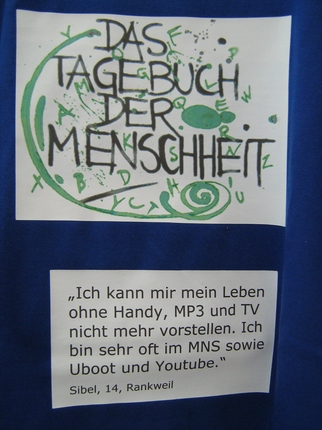 DAS
TAGEBUCH
DER
MENSCHHEIT
„Ich kann mir mein Leben
ohne Handy, MP3 und TV
nicht mehr vorstellen. Ich
bin sehr oft im MNS sowie
Uboot und Youtube.“
Sibel, 14, Rankweil